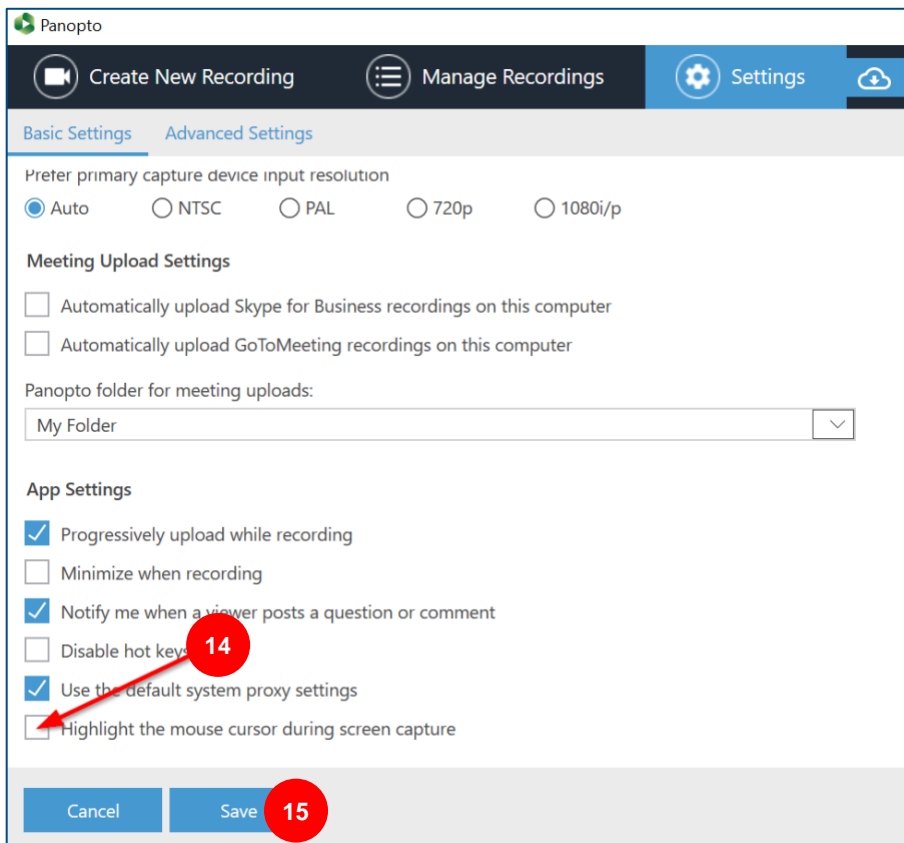 Panopto
Create New Recording Manage Recordings Settings
Basic Settings Advanced Settings
Prefer primary capture device input resolution
Auto NTSC PAL 720p 1080i/p
Meeting Upload Settings
Automatically upload Skype for Business recordings on this computer
Automatically upload GoToMeeting recordings on this computer
Panopto folder for meeting uploads:
My Folder
App Settings
Progressively upload while recording
Minimize when recording
Notify me when a viewer posts a question or comment
Disable hot keys 14
Use the default system proxy settings
Highlight the mouse cursor during screen capture
Cancel Save 15